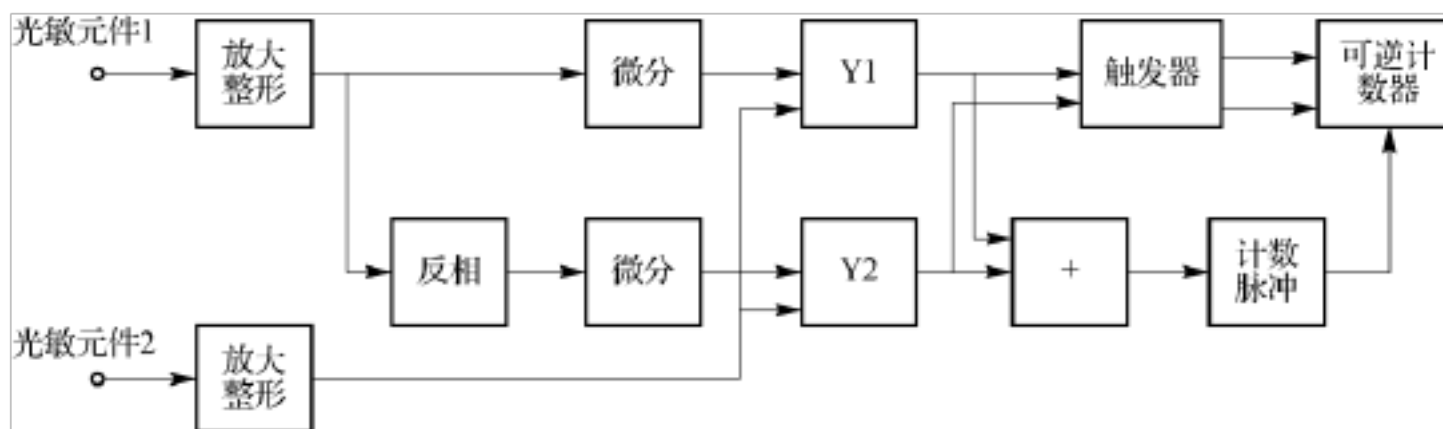 光敏元件1
放大
整形
微分
Y1
触发器
可逆计
数器
反相
微分
Y2
+
计数
脉冲
光敏元件2
放大
整形